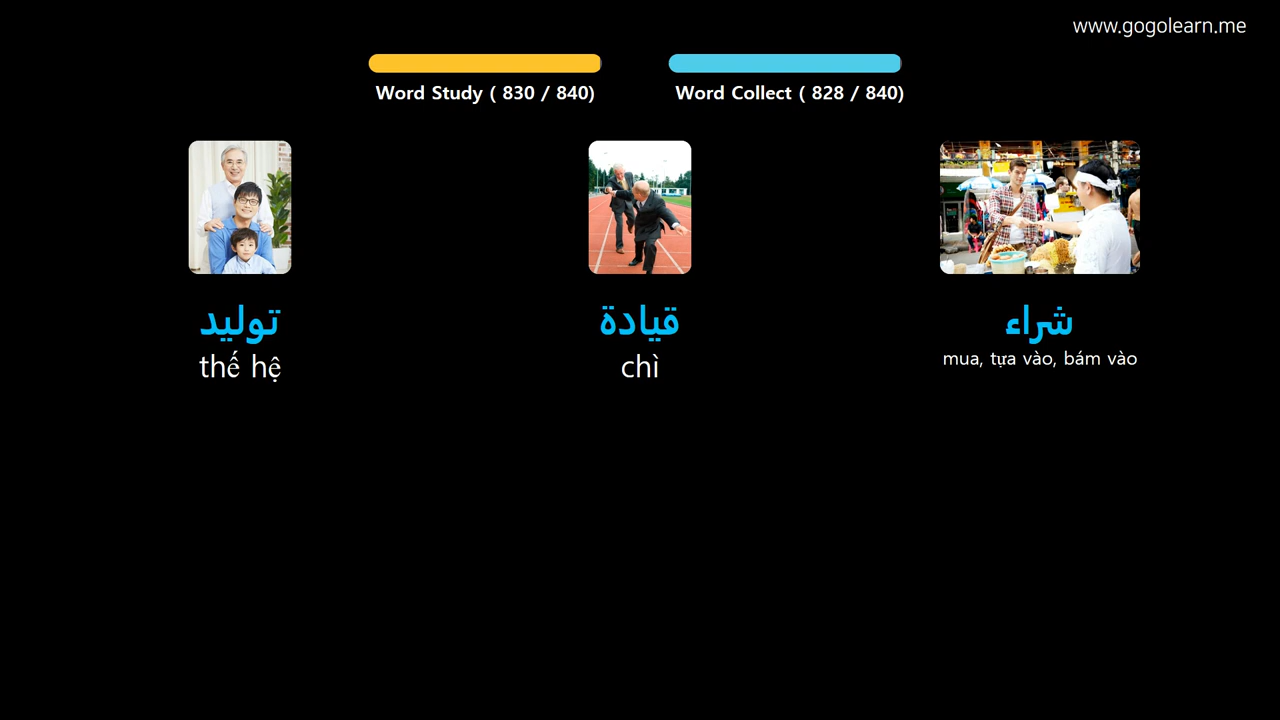 www.gogolearn.me
Word Study ( 830 / 840)
Word Collect ( 828 / 840)
توليد
قيادة
شراء
thế hệ
chì
mua, tựa vào, bám vào